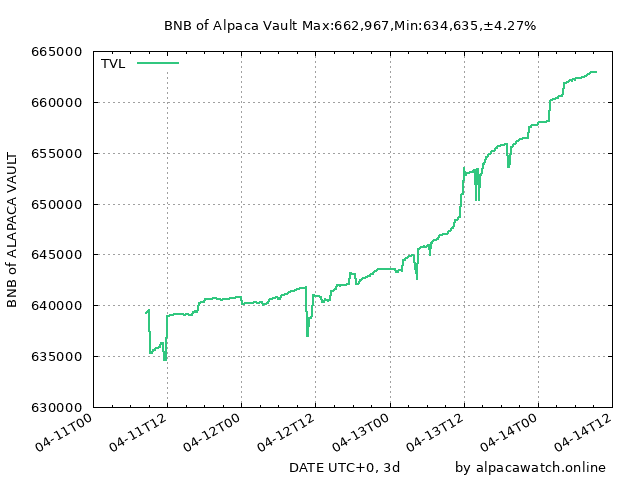 BNB of Alpaca Vault Max:662,967,Min:634,635,±4.27%
TVL
665000
660000
655000
650000
645000
640000
635000
630000
BNB of ALAPACA VAULT
04-11T00
04-11T12
04-12T00
04-12T12
04-13T00
04-13T12
04-14T00
04-14T12
DATE UTC+0, 3d
by alpacawatch.online